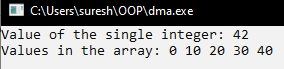 C:\Users\suresh\OOP\dma.exe
Value of the single integer: 42
Values in the array: 0 10 20 30 40